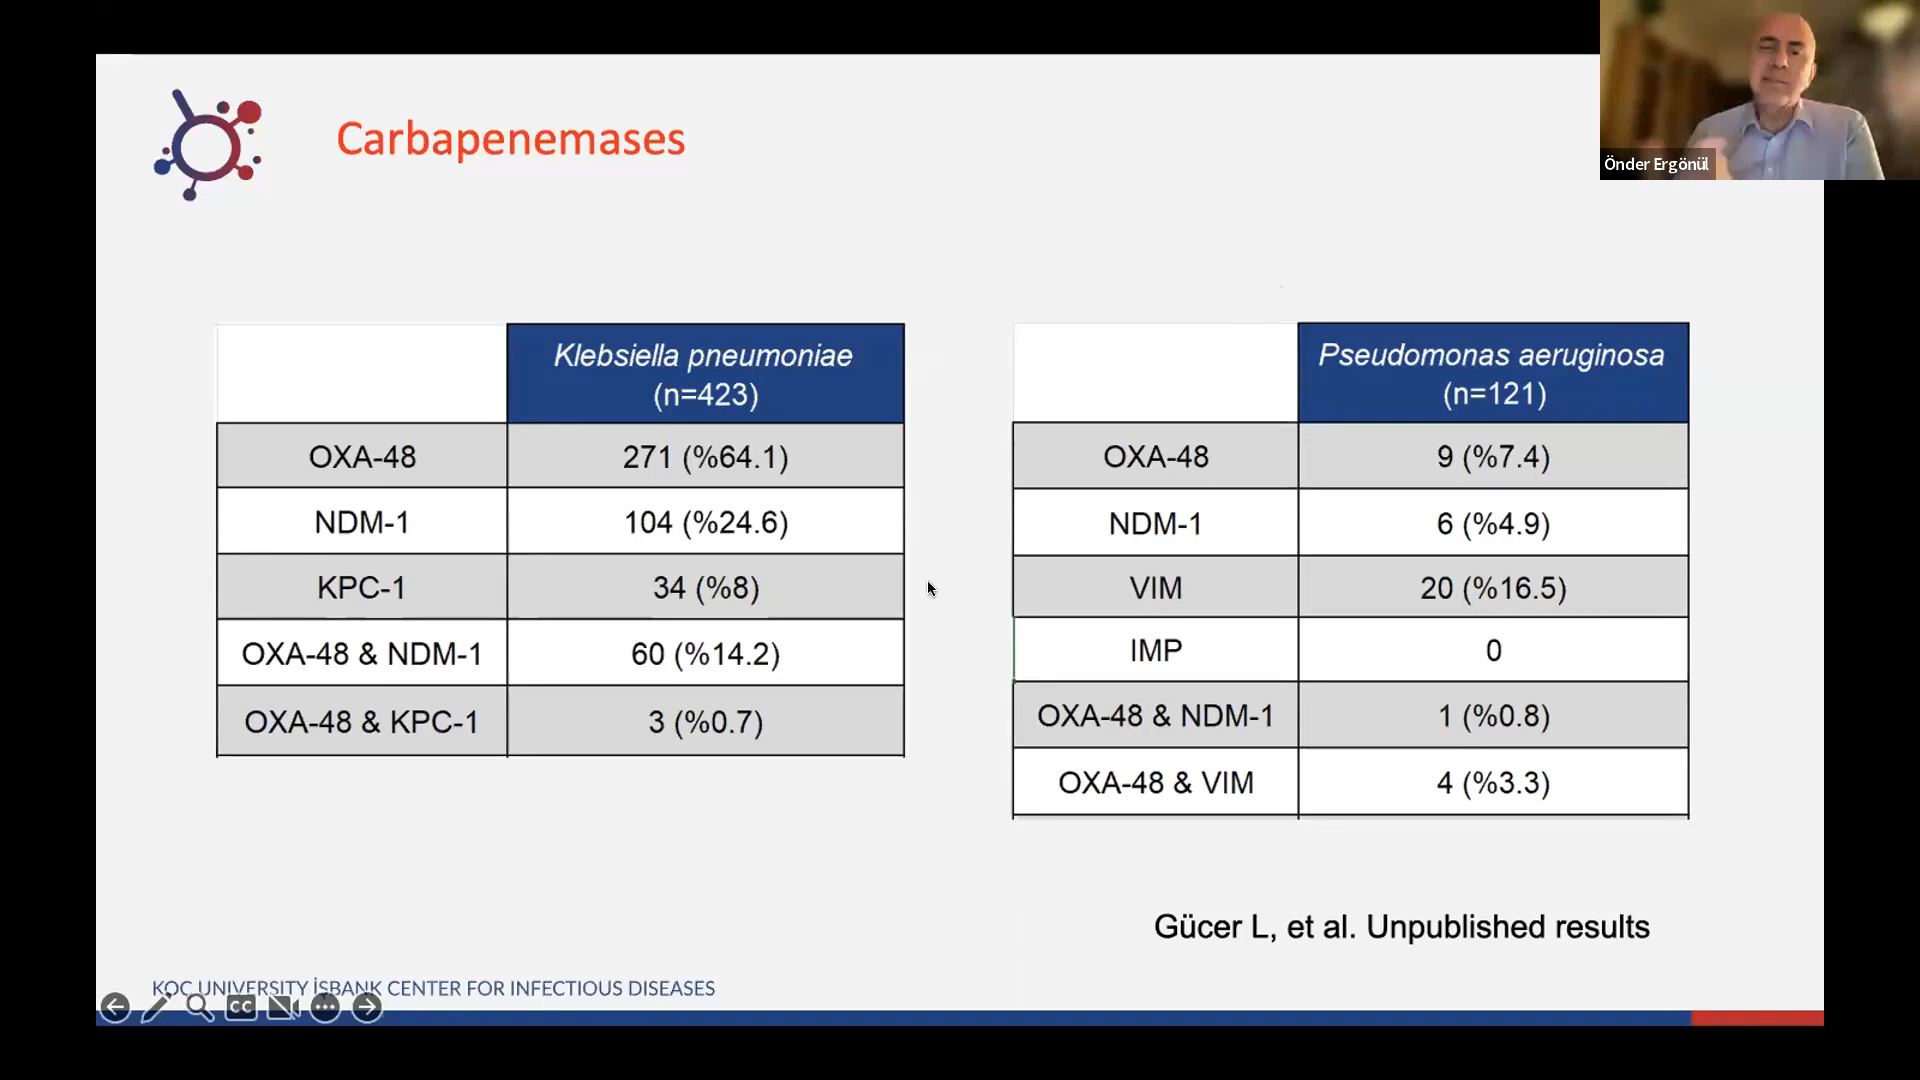 Önder Ergönül
Carbapenemases
Klebsiella pneumoniae
(n=423)
OXA-48 271 (%64.1)
NDM-1 104 (%24.6)
KPC-1 34 (%8)
OXA-48 & NDM-1 60 (%14.2)
OXA-48 & KPC-1 3 (%0.7)
Pseudomonas aeruginosa
(n=121)
OXA-48 9 (%7.4)
NDM-1 6 (%4.9)
VIM 20 (%16.5)
IMP 0
OXA-48 & NDM-1 1 (%0.8)
OXA-48 & VIM 4 (%3.3)
Gücer L, et al. Unpublished results
KOC UNIVERSITY İSBANK CENTER FOR INFECTIOUS DISEASES
CC